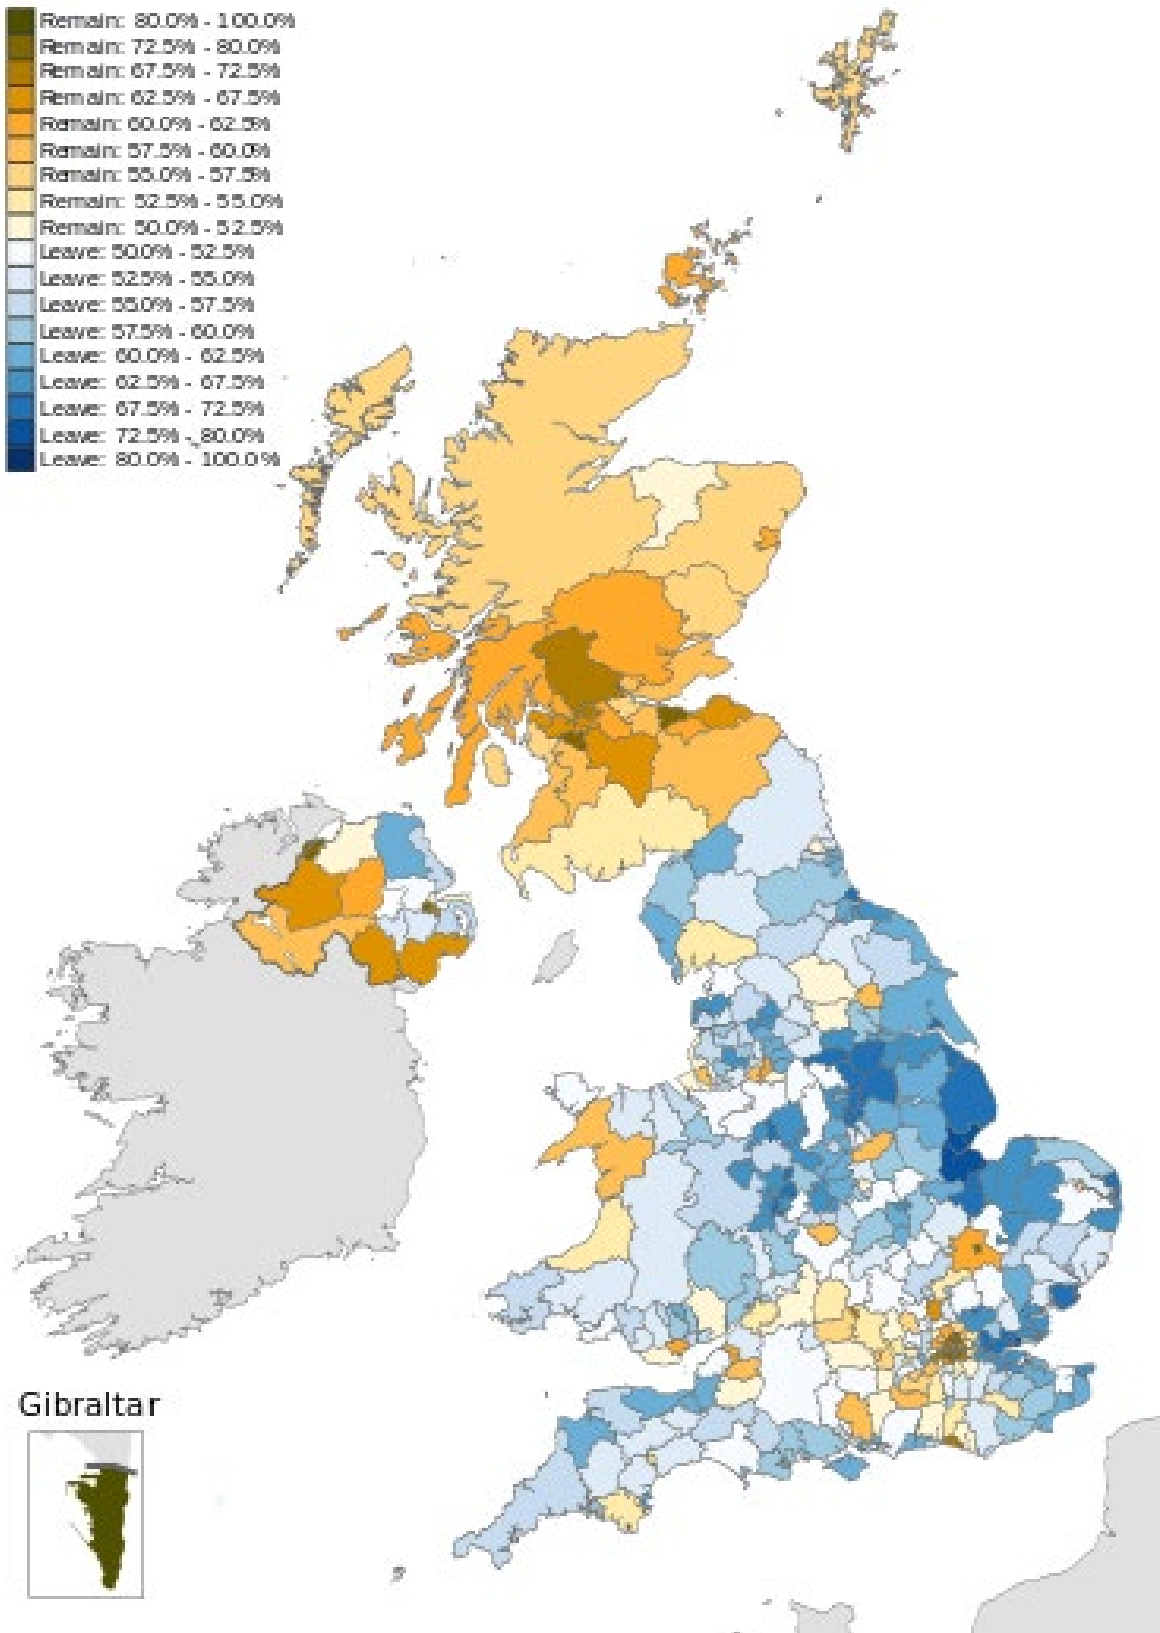 Remain: 80.0% - 100.0%
Remain: 72.5% - 80.0%
Remain: 67.5% - 72.5%
Remain: 62.5% - 67.5%
Remain: 60.0% - 62.5%
Remain: 57.5% - 60.0%
Remain: 55.0% - 57.5%
Remain: 52.5% - 55.0%
Remain: 50.0% - 52.5%
Leave: 50.0% - 52.5%
Leave: 52.5% - 55.0%
Leave: 55.0% - 57.5%
Leave: 57.5% - 60.0%
Leave: 60.0% - 62.5%
Leave: 62.5% - 67.5%
Leave: 67.5% - 72.5%
Leave: 72.5% - 80.0%
Leave: 80.0% - 100.0%
Gibraltar